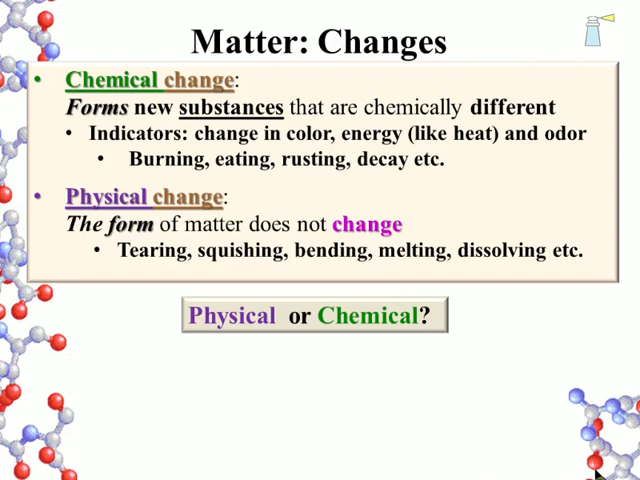 Matter: Changes
• Chemical change:
Forms new substances that are chemically different
• Indicators: change in color, energy (like heat) and odor
• Burning, eating, rusting, decay etc.
• Physical change:
The form of matter does not change
• Tearing, squishing, bending, melting, dissolving etc.
Physical or Chemical?